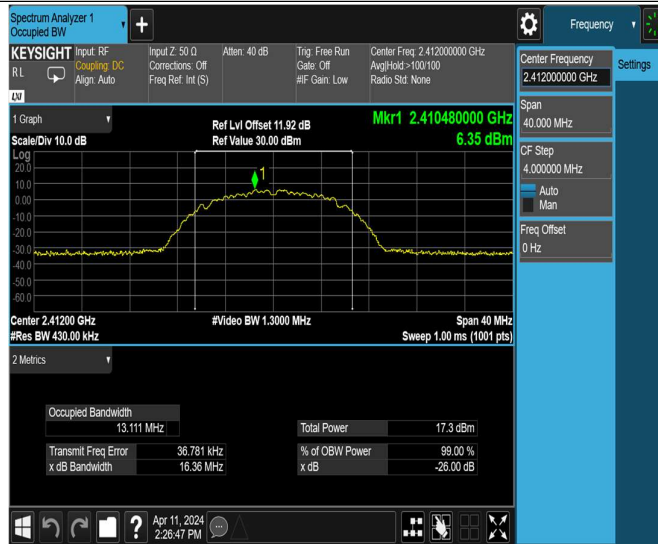 Spectrum Analyzer 1
Occupied BW
Frequency
KEYSIGHT
Input: RF
Coupling: DC
Align: Auto
Input Z: 50 Ω
Corrections: Off
Freq Ref: Int (S)
Atten: 40 dB
Trig: Free Run
Gate: Off
#IF Gain: Low
Center Freq: 2.412000000 GHz
Avg|Hold:>100/100
Radio Std: None
R L
LXI
Center Frequency
2.412000000 GHz
Settings
Span
40.000 MHz
CF Step
4.000000 MHz
Auto
Man
Freq Offset
0 Hz
1 Graph
Scale/Div 10.0 dB
Ref Lvl Offset 11.92 dB
Ref Value 30.00 dBm
Mkr1 2.410480000 GHz
6.35 dBm
Log
20.0
10.0
0.00
-10.0
-20.0
-30.0
-40.0
-50.0
-60.0
1
Center 2.41200 GHz
#Video BW 1.3000 MHz
Span 40 MHz
#Res BW 430.00 kHz
Sweep 1.00 ms (1001 pts)
2 Metrics
Occupied Bandwidth
13.111 MHz
Total Power 17.3 dBm
Transmit Freq Error 36.781 kHz
% of OBW Power 99.00 %
x dB Bandwidth 16.36 MHz
x dB -26.00 dB
?
Apr 11, 2024
2:26:47 PM